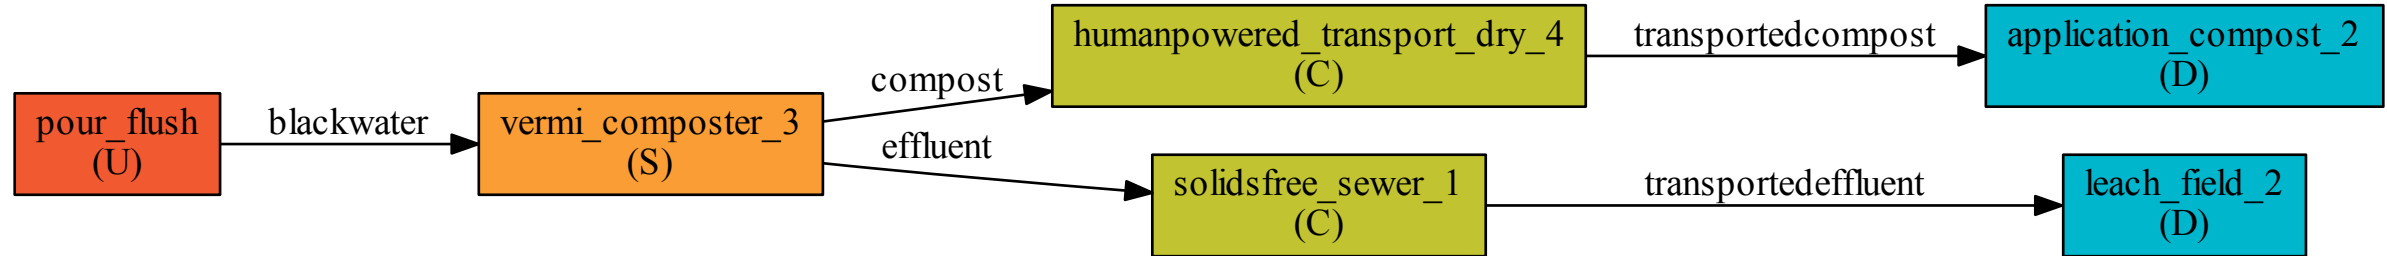 pour_flush
(U)
blackwater
vermi_composter_3
(S)
compost
effluent
humanpowered_transport_dry_4
(C)
transportedcompost
application_compost_2
(D)
solidsfree_sewer_1
(C)
transportedeffluent
leach_field_2
(D)